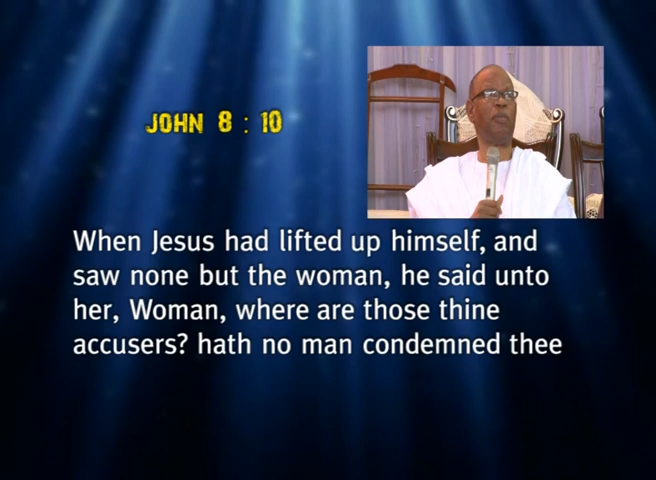 JOHN 8 : 10
When Jesus had lifted up himself, and
saw none but the woman, he said unto
her, Woman, where are those thine
accusers? hath no man condemned thee